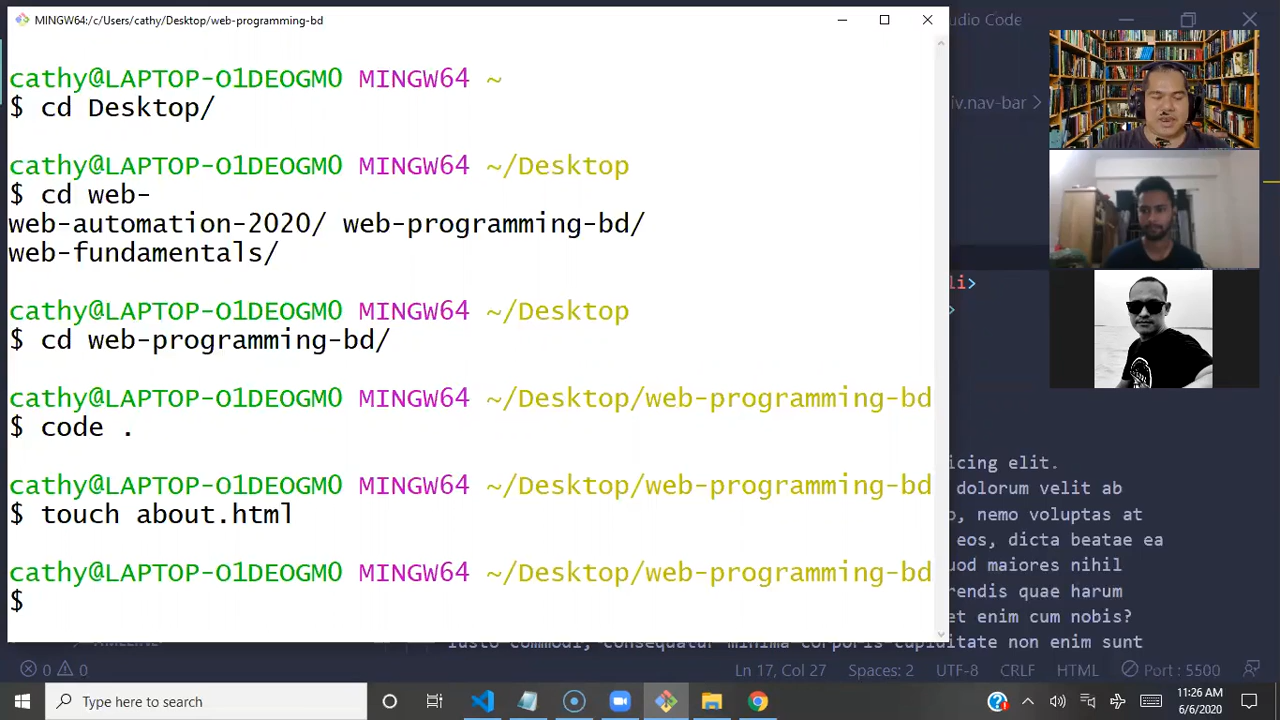 MINGW64:/c/Users/cathy/Desktop/web-programming-bd
udio Code
cathy@LAPTOP-O1DEOGM0 MINGW64 ~
$ cd Desktop/
iv.nav-bar
cathy@LAPTOP-O1DEOGM0 MINGW64 ~/Desktop
$ cd web-
web-automation-2020/ web-programming-bd/
web-fundamentals/
li>
>
cathy@LAPTOP-O1DEOGM0 MINGW64 ~/Desktop
$ cd web-programming-bd/
cathy@LAPTOP-O1DEOGM0 MINGW64 ~/Desktop/web-programming-bd
$ code .
icing elit.
cathy@LAPTOP-O1DEOGM0 MINGW64 ~/Desktop/web-programming-bd
dolorum velit ab
$ touch about.html
, nemo voluptas at
eos, dicta beatae ea
uod maiores nihil
cathy@LAPTOP-O1DEOGM0 MINGW64 ~/Desktop/web-programming-bd
rendis quae harum
$
et enim cum nobis?
iusto commodi, consequatur minima corporis cupiditate non enim sunt
0 0
Ln 17, Col 27 Spaces: 2 UTF-8 CRLF HTML Port : 5500
Type here to search
11:26 AM
6/6/2020